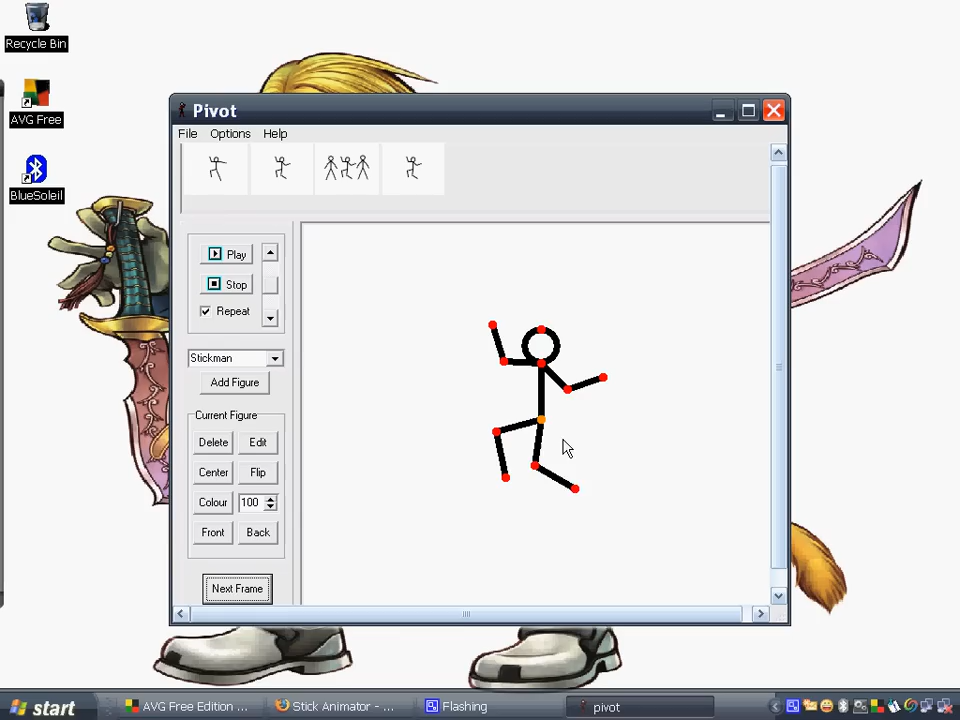 Recycle Bin
AVG Free
BlueSoleil
Pivot
File Options Help
Play
Stop
Repeat
Stickman
Add Figure
Current Figure
Delete Edit
Center Flip
Colour 100
Front Back
Next Frame
start AVG Free Edition ... Stick Animator - ... Flashing pivot